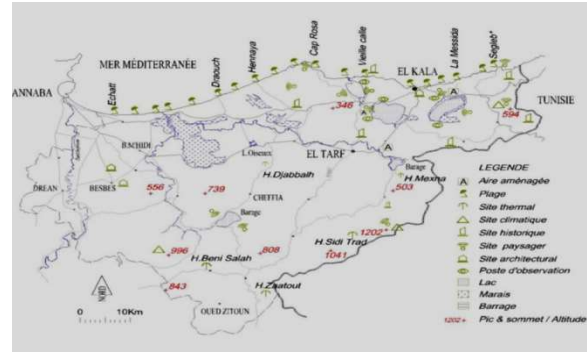 MER MÉDITERRANÉE
Echatt
Draouch
Hennaya
Cap Rosa
Vieille calle
La Messida
Segleb*
ANNABA
EL KALA
A
346
TUNISIE
594
B.M'HIDI
L.Oiseaux
EL TARF
A
Barage
H.Djabballh
H.Mexna
DREAN
BESBES
556
739
CHEFFIA
503
Barage
1202
H.Sidi Trad
996
808
1041
H.Beni Salah
843
H.Zaatout
OUED ZITOUN
NORD
0
10Km
LEGENDE
A Aire aménagée
Plage
Site thermal
Site climatique
Site historique
Site paysager
Site architectural
Poste d'observation
Lac
Marais
Barrage
1202+ Pic & sommet / Altitude